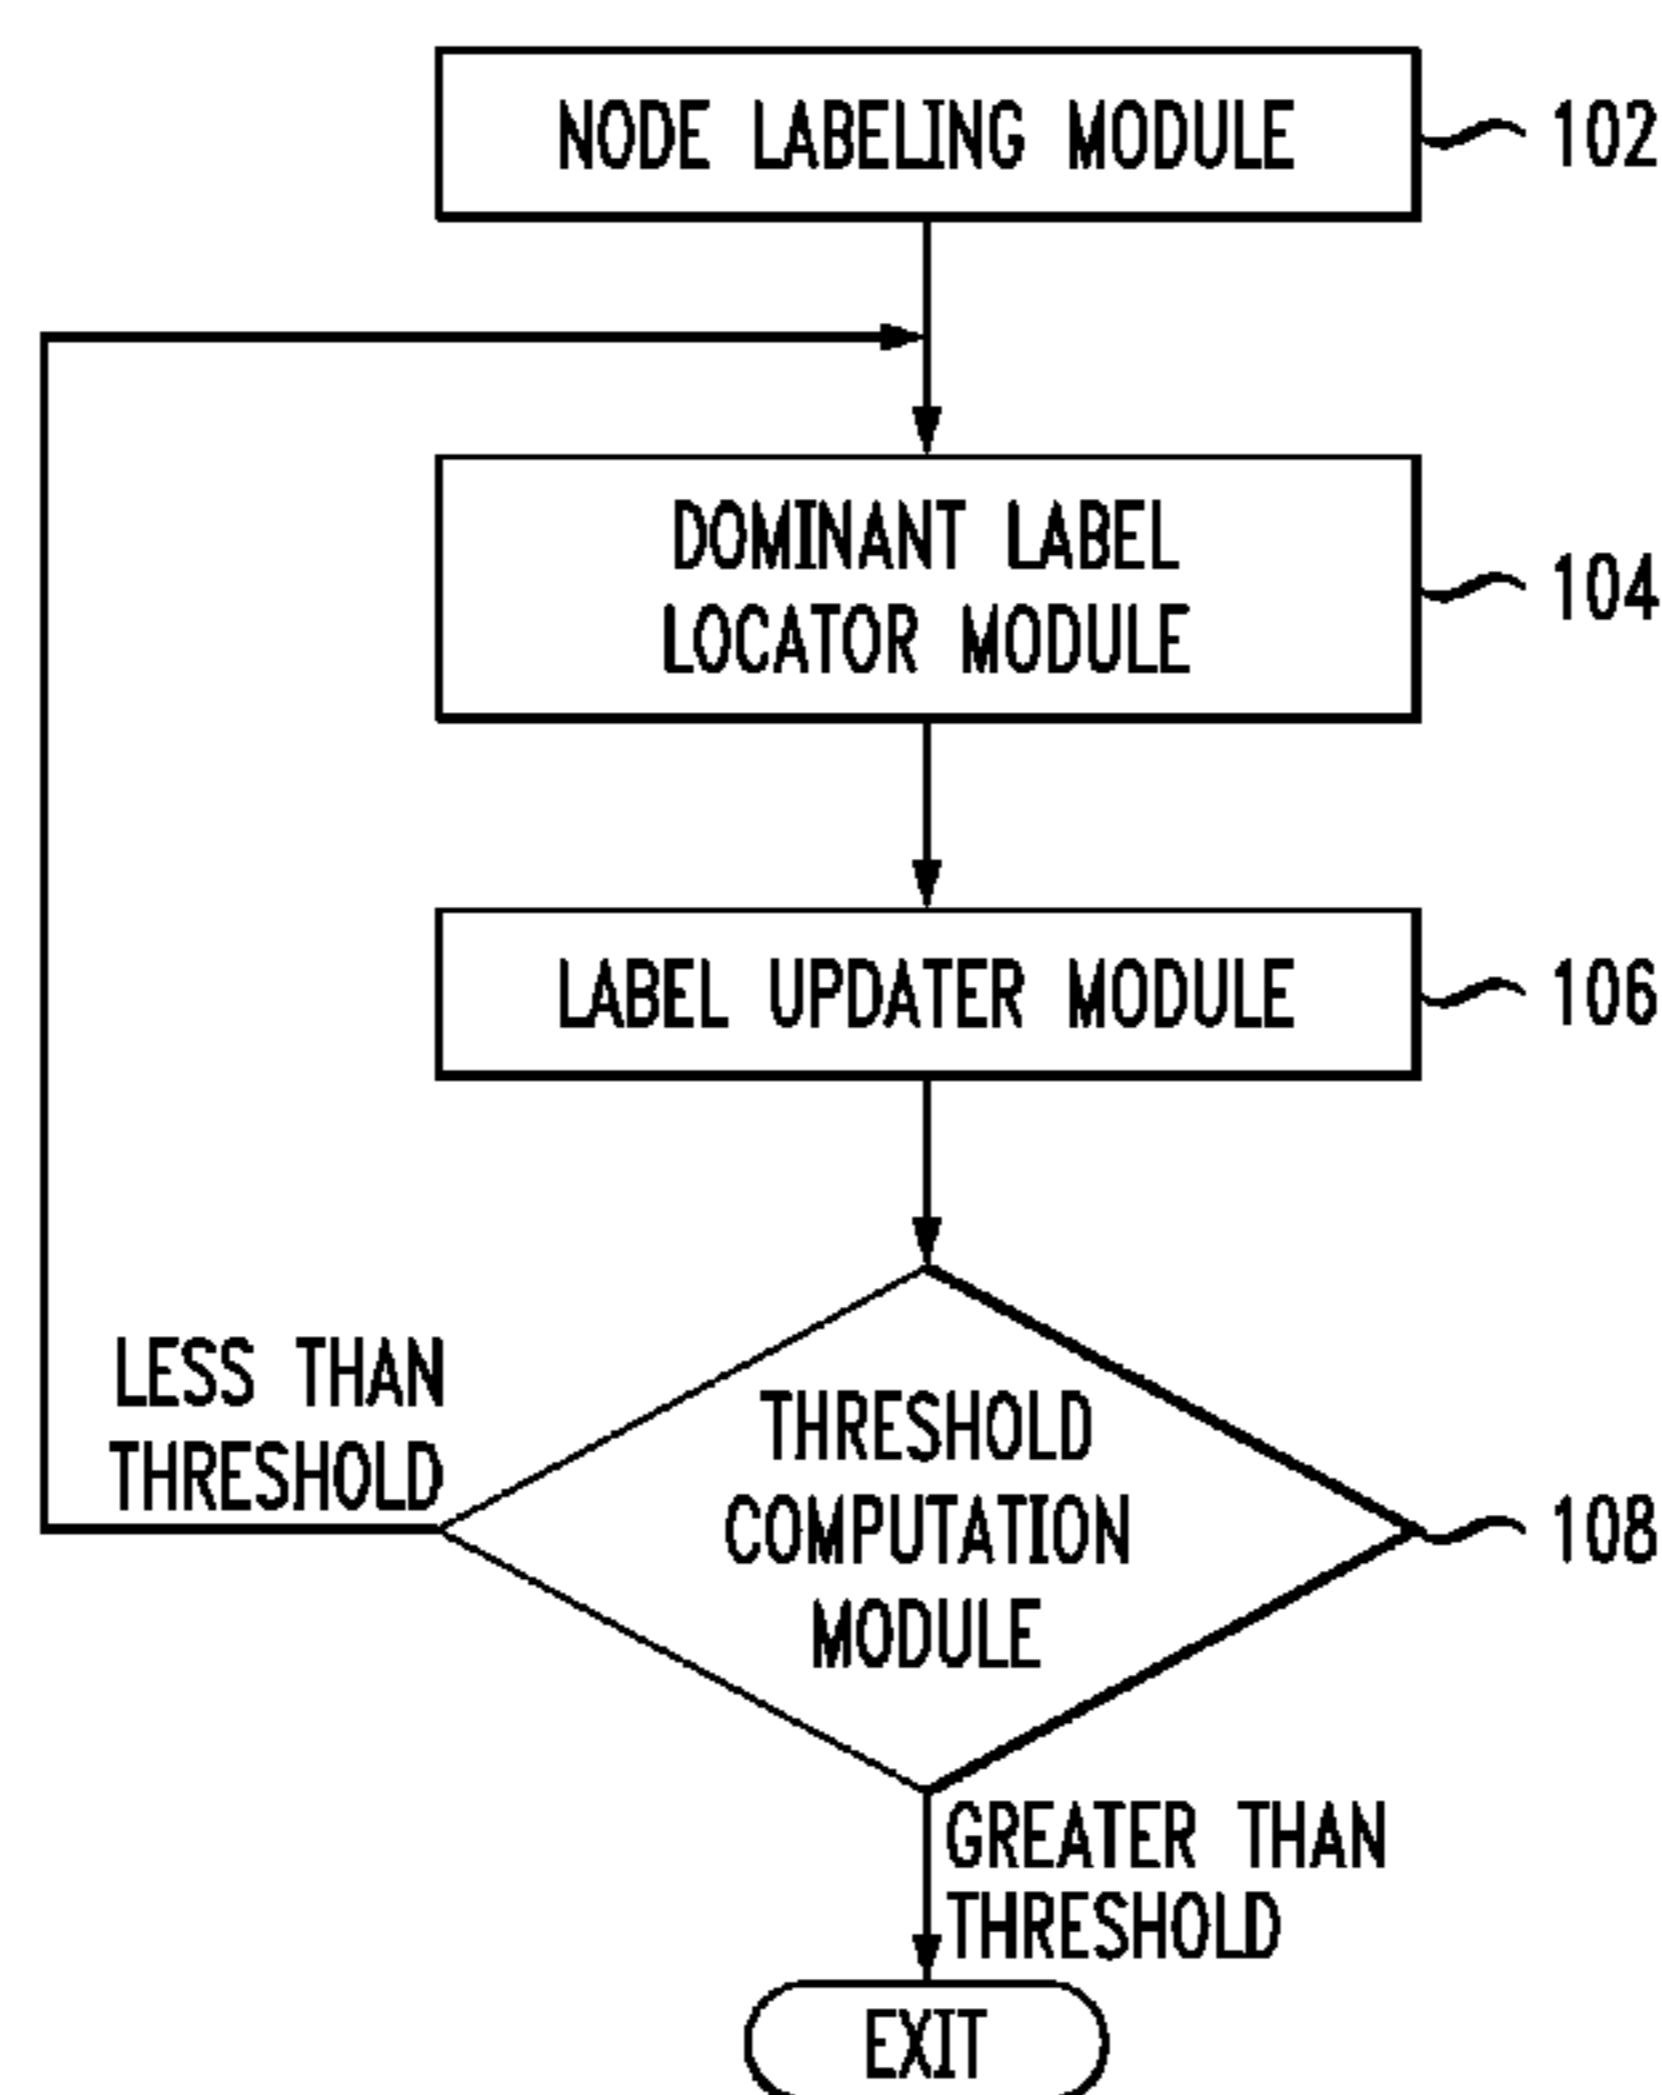 NODE LABELING MODULE
102
DOMINANT LABEL
LOCATOR MODULE
104
LABEL UPDATER MODULE
106
LESS THAN
THRESHOLD
THRESHOLD
COMPUTATION
MODULE
108
GREATER THAN
THRESHOLD
EXIT